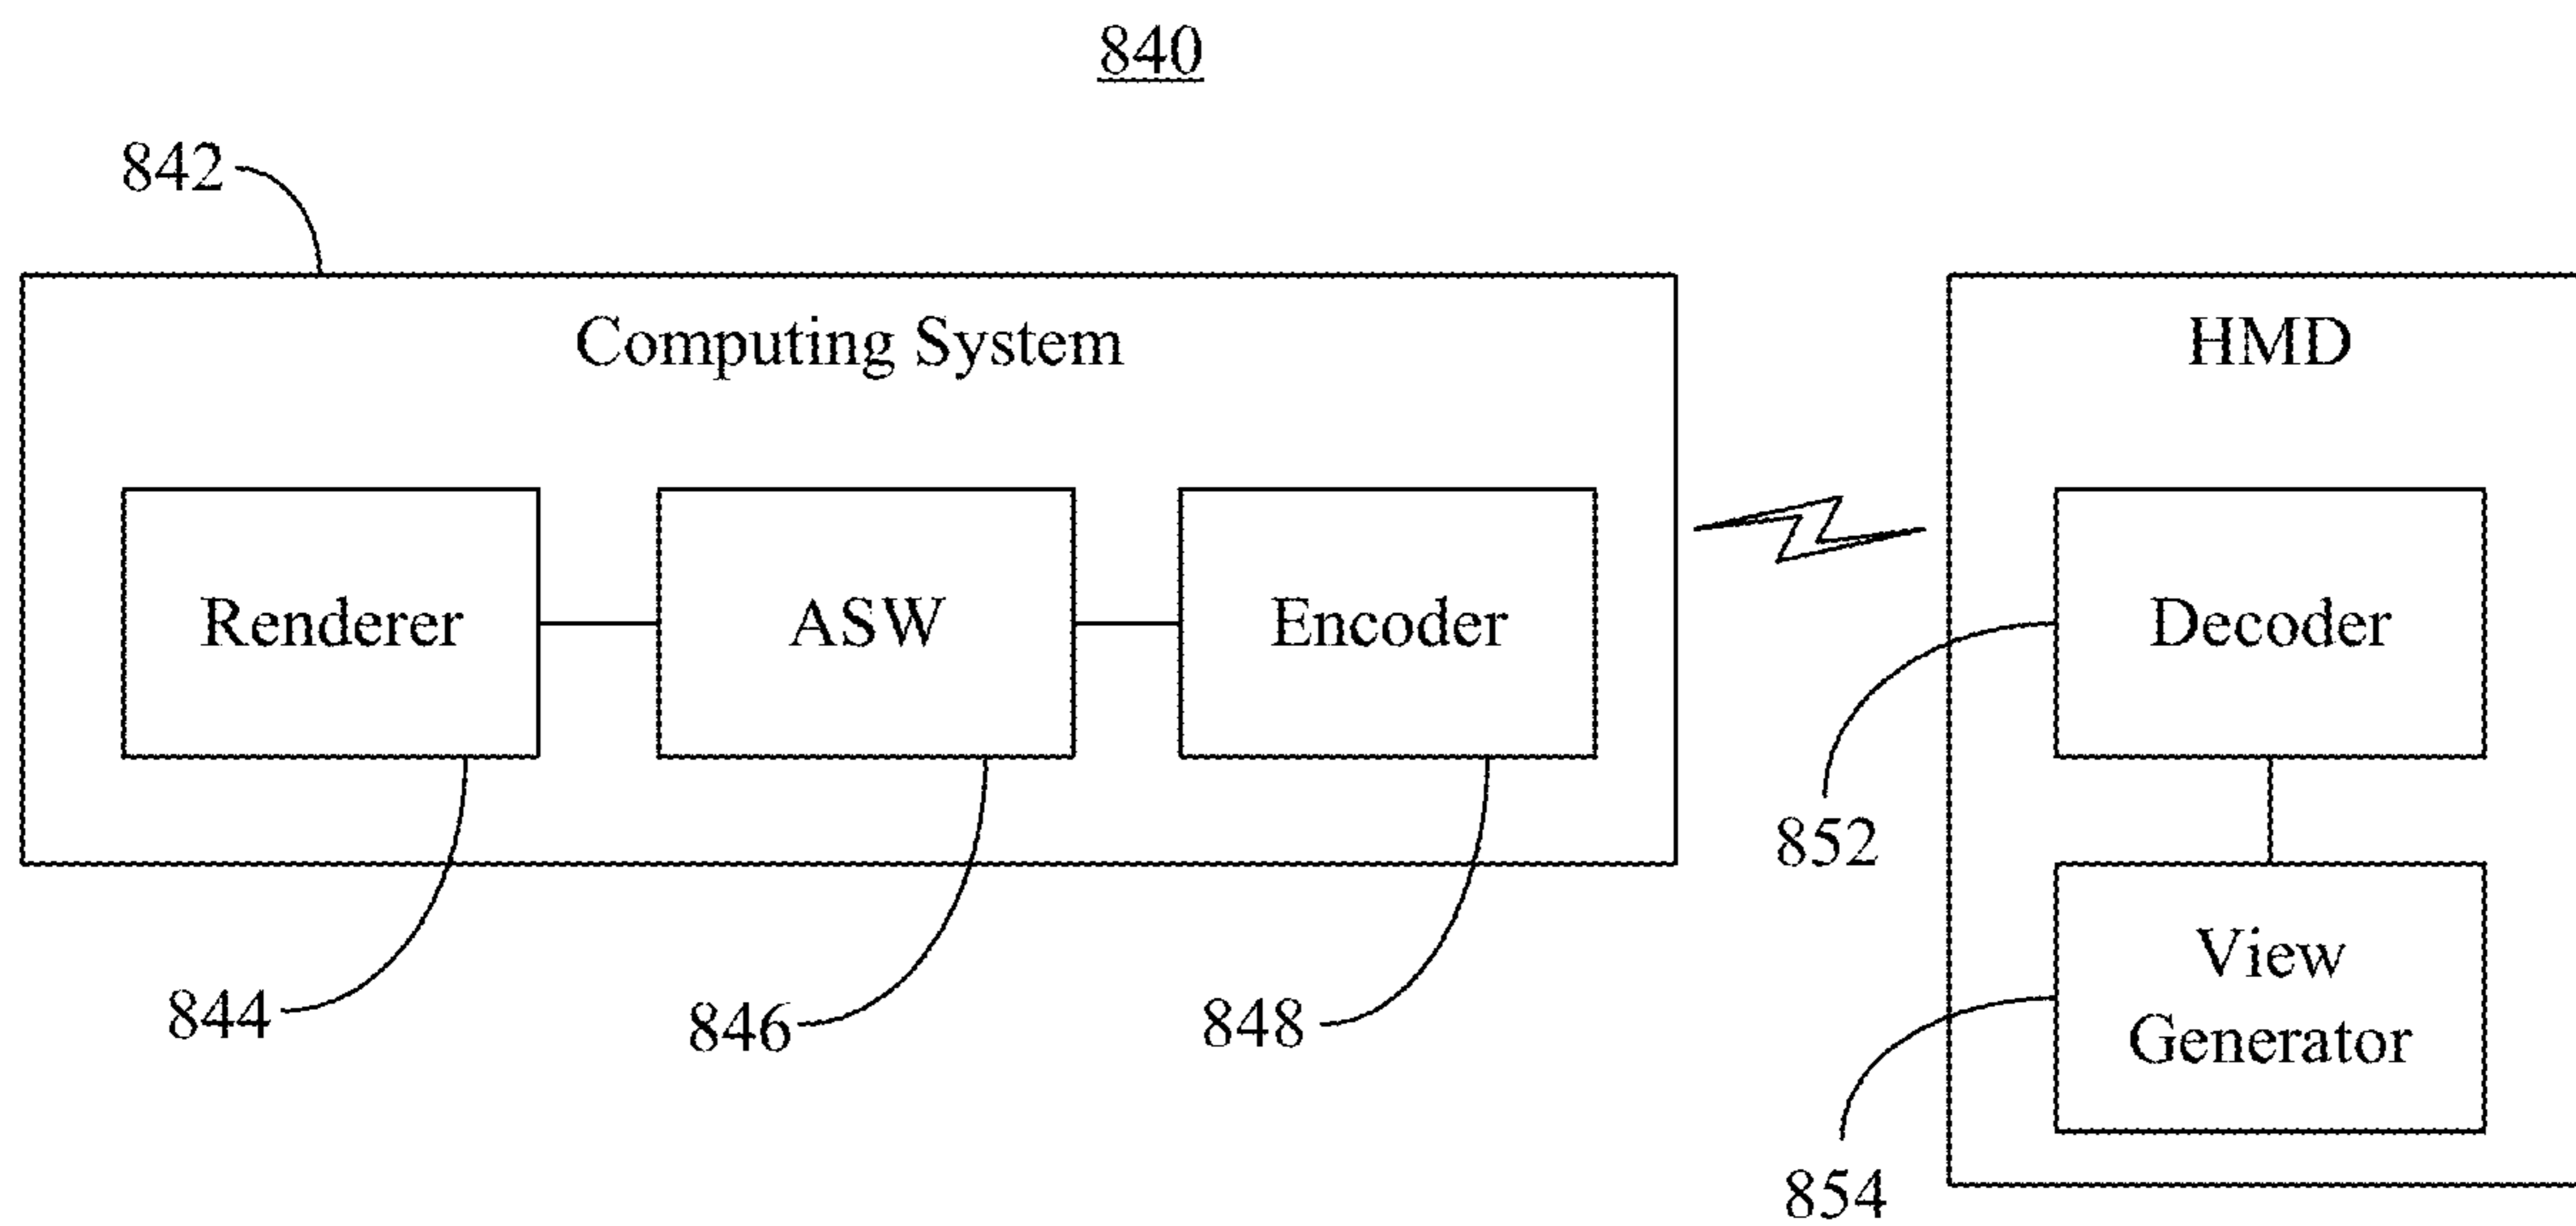 840
842
Computing System
HMD
Renderer
ASW
Encoder
Decoder
852
View
Generator
844
846
848
854